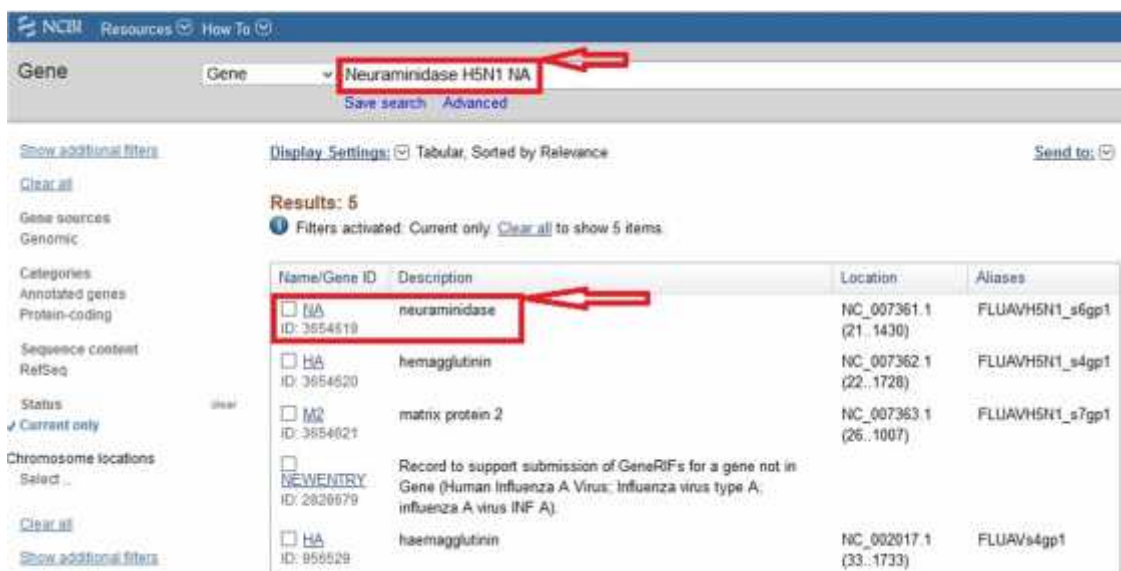 NCBI Resources How To
Gene Gene Neuraminidase H5N1 NA
Save search Advanced
Show additional filters
Display Settings: Tabular, Sorted by Relevance Send to:
Clear all
Results: 5
Gene sources
Genomic
Filters activated: Current only. Clear all to show 5 items.
Categories
Annotated genes
Protein-coding
Sequence content
RefSeq
Status clear
Current only
Chromosome locations
Select...
Clear all
Show additional filters
Name/Gene ID Description Location Aliases
NA neuraminidase NC_007361.1 FLUAVH5N1_s6gp1
ID: 3654619 (21..1430)
HA hemagglutinin NC_007362.1 FLUAVH5N1_s4gp1
ID: 3654620 (22..1728)
M2 matrix protein 2 NC_007363.1 FLUAVH5N1_s7gp1
ID: 3654621 (26..1007)
NEWENTRY Record to support submission of GeneRIFs for a gene not in
ID: 2828679 Gene (Human Influenza A Virus; Influenza virus type A;
influenza A virus INF A).
HA haemagglutinin NC_002017.1 FLUAVs4gp1
ID: 956529 (33..1733)